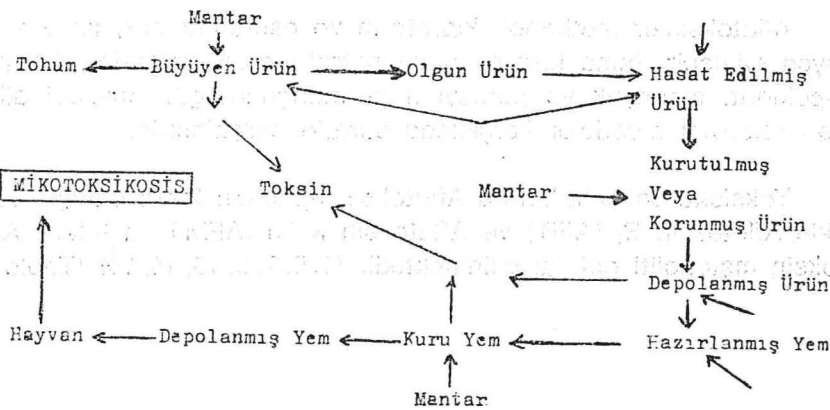 Mantar
Tohum Büyüyen Ürün Olgun Ürün Hasat Edilmiş
Ürün
Kurutulmuş
MİKOTOKSİKOSİS Toksin Mantar Veya
Korunmuş Ürün
Depolanmış Ürün
Hayvan Depolanmış Yem Kuru Yem Hazırlanmış Yem
Mantar